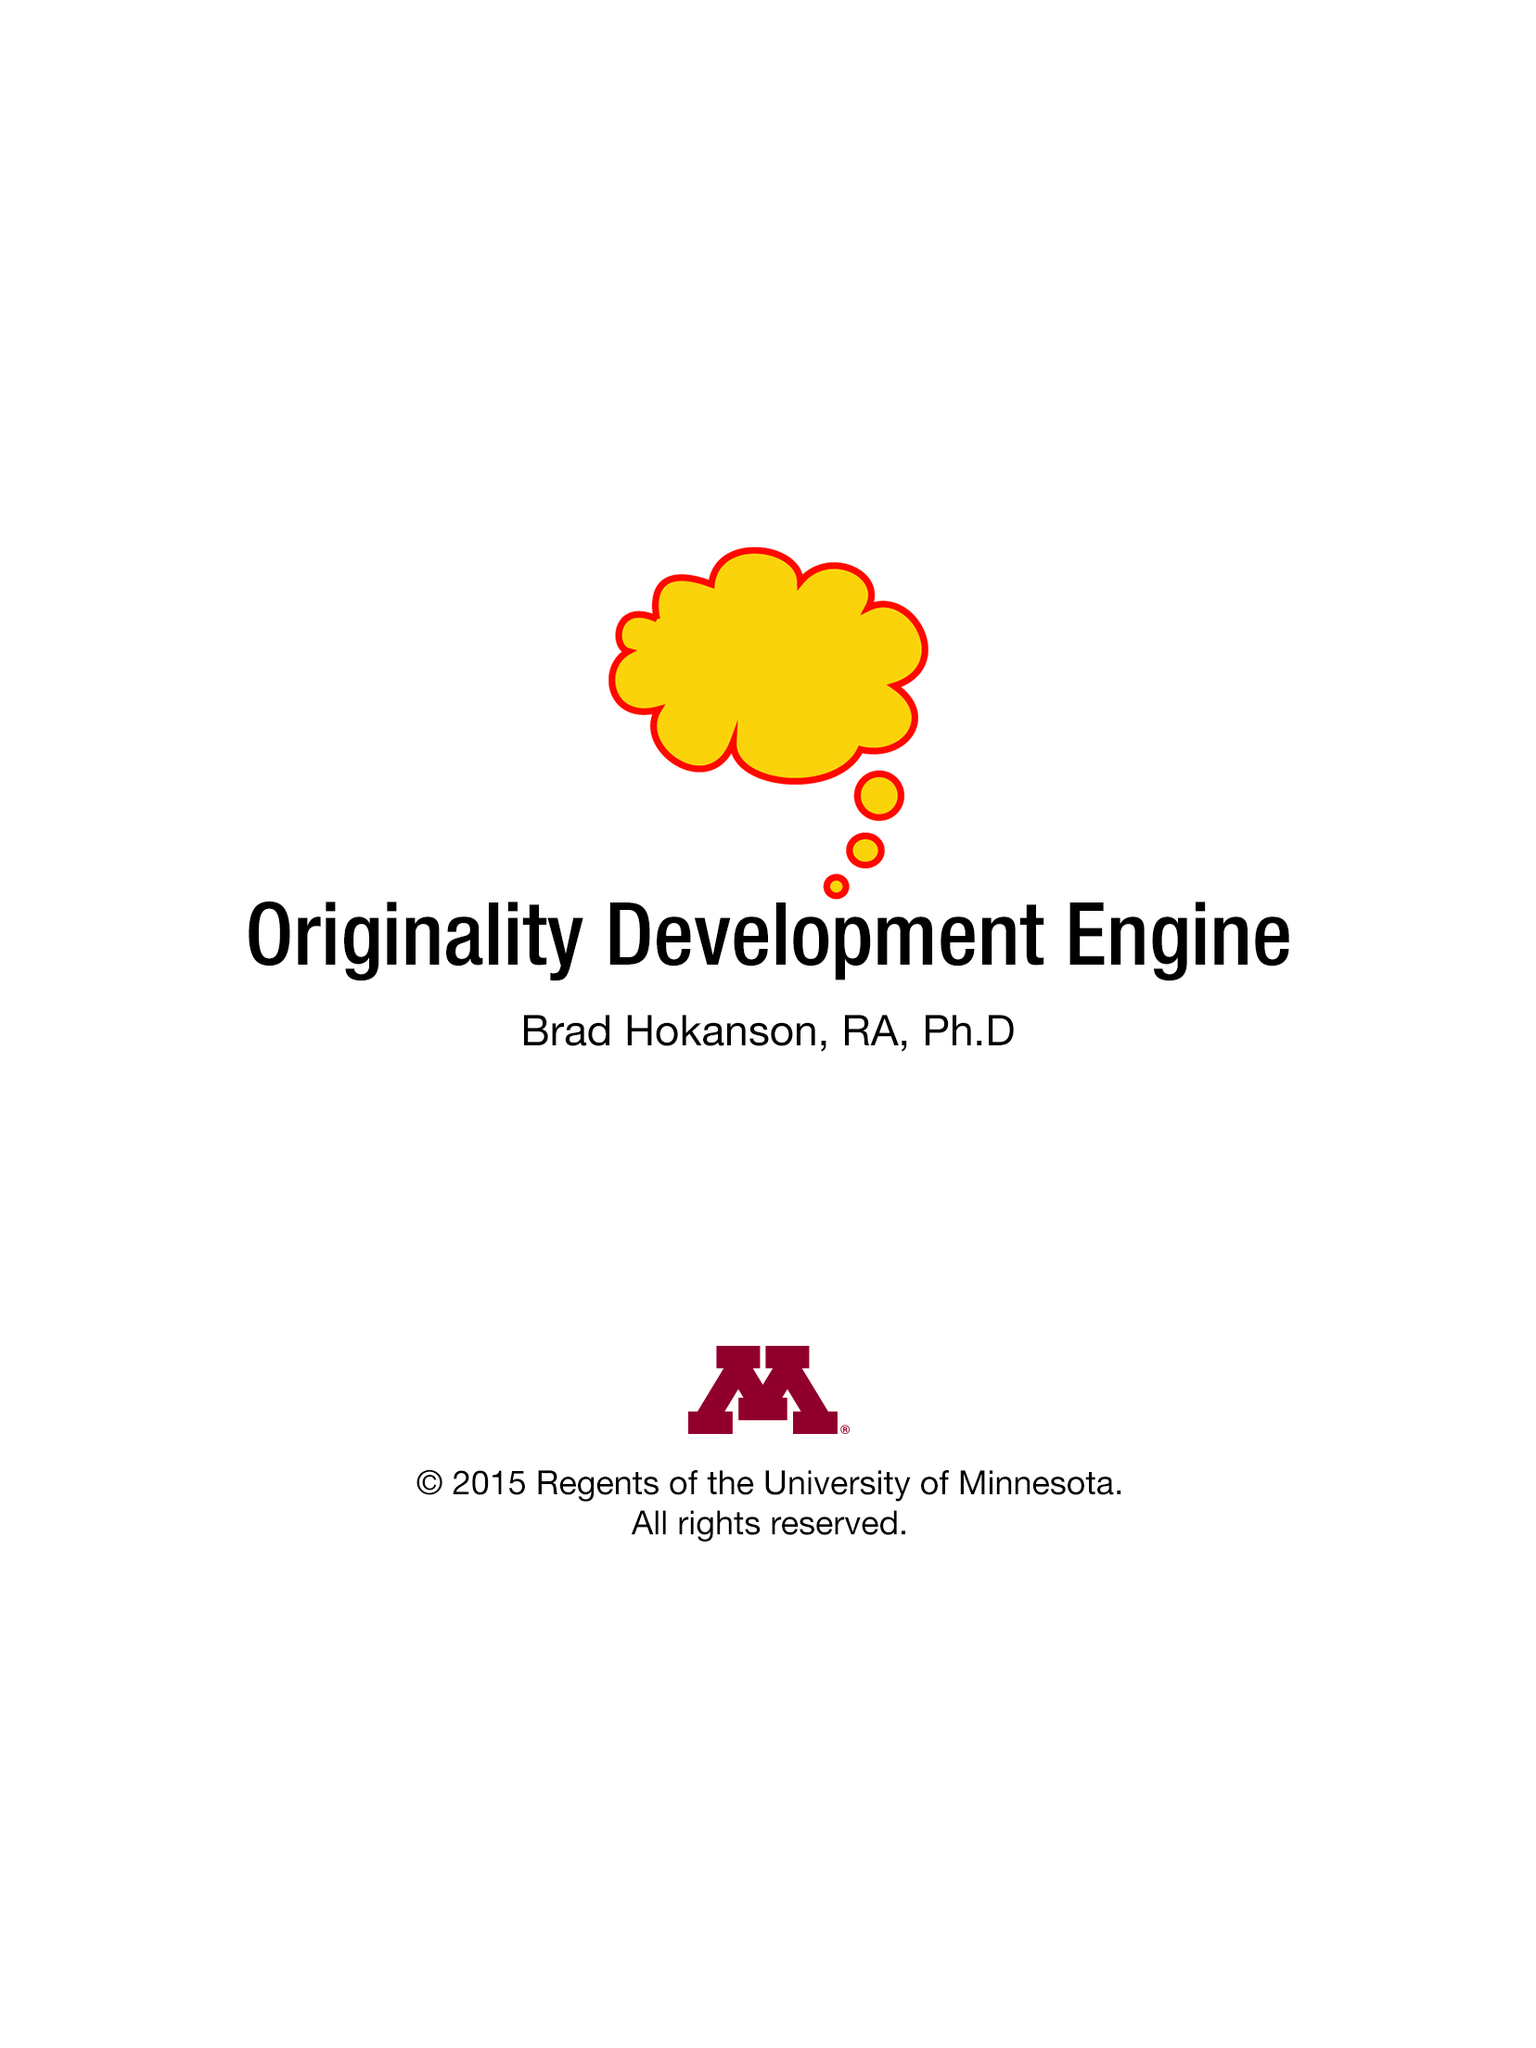 Originality Development Engine
Brad Hokanson, RA, Ph.D
M®
© 2015 Regents of the University of Minnesota.
All rights reserved.